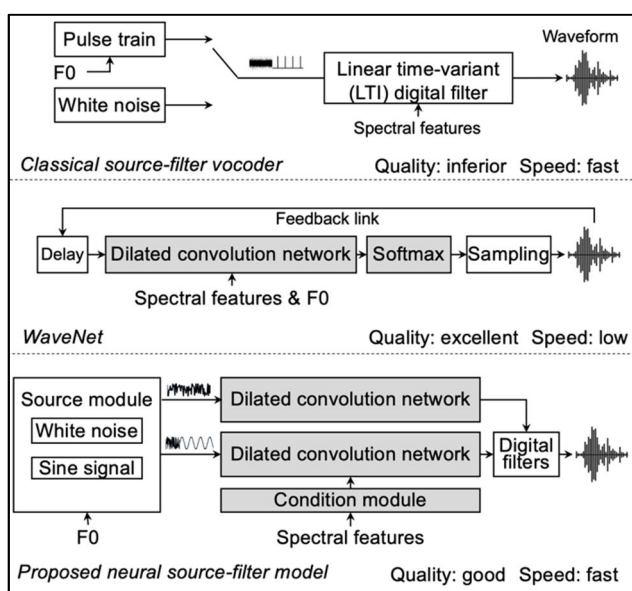 Pulse train
Waveform
F0
Linear time-variant
(LTI) digital filter
White noise
Spectral features
Classical source-filter vocoder
Quality: inferior Speed: fast
Feedback link
Delay
Dilated convolution network
Softmax
Sampling
Spectral features & F0
WaveNet
Quality: excellent Speed: low
Source module
White noise
Sine signal
Dilated convolution network
Dilated convolution network
Digital
filters
Condition module
F0
Spectral features
Proposed neural source-filter model
Quality: good Speed: fast